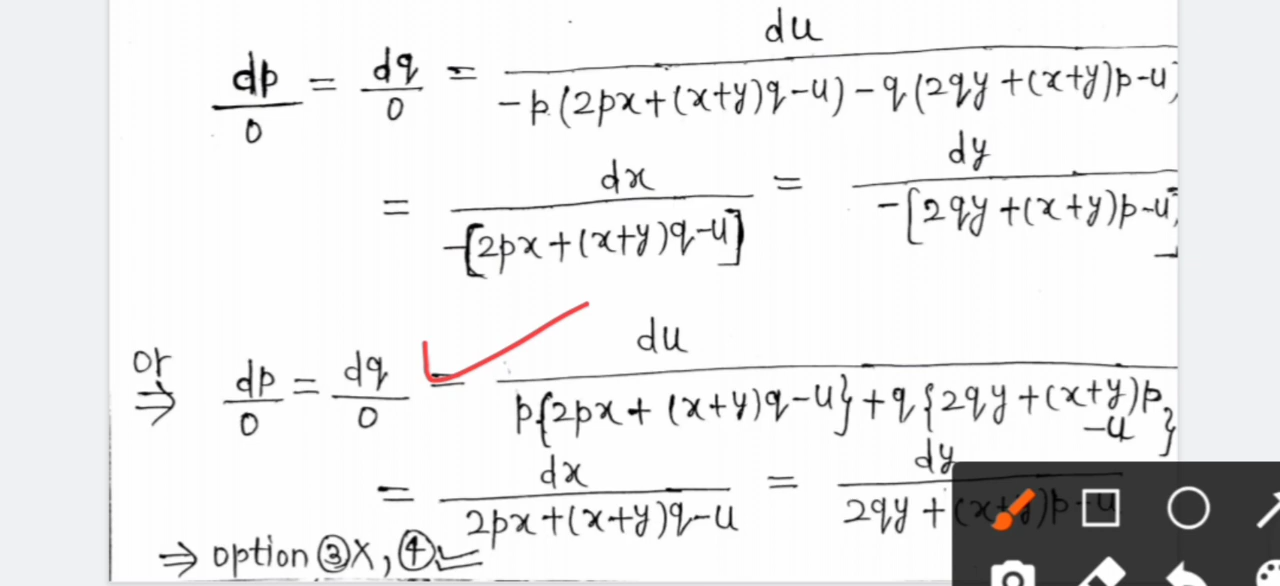 dp/0 = dq/0 = du/-p(2px+(x+y)q-u)-q(2qy+(x+y)p-u)
= dx/-[2px+(x+y)q-u] = dy/-[2qy+(x+y)p-u]
or
⇒ dp/0 = dq/0 = du/p{2px+(x+y)q-u}+q{2qy+(x+y)p-u}
= dx/2px+(x+y)q-u = dy/2qy+(x+y)p-u
⇒ option ③×, ④✓